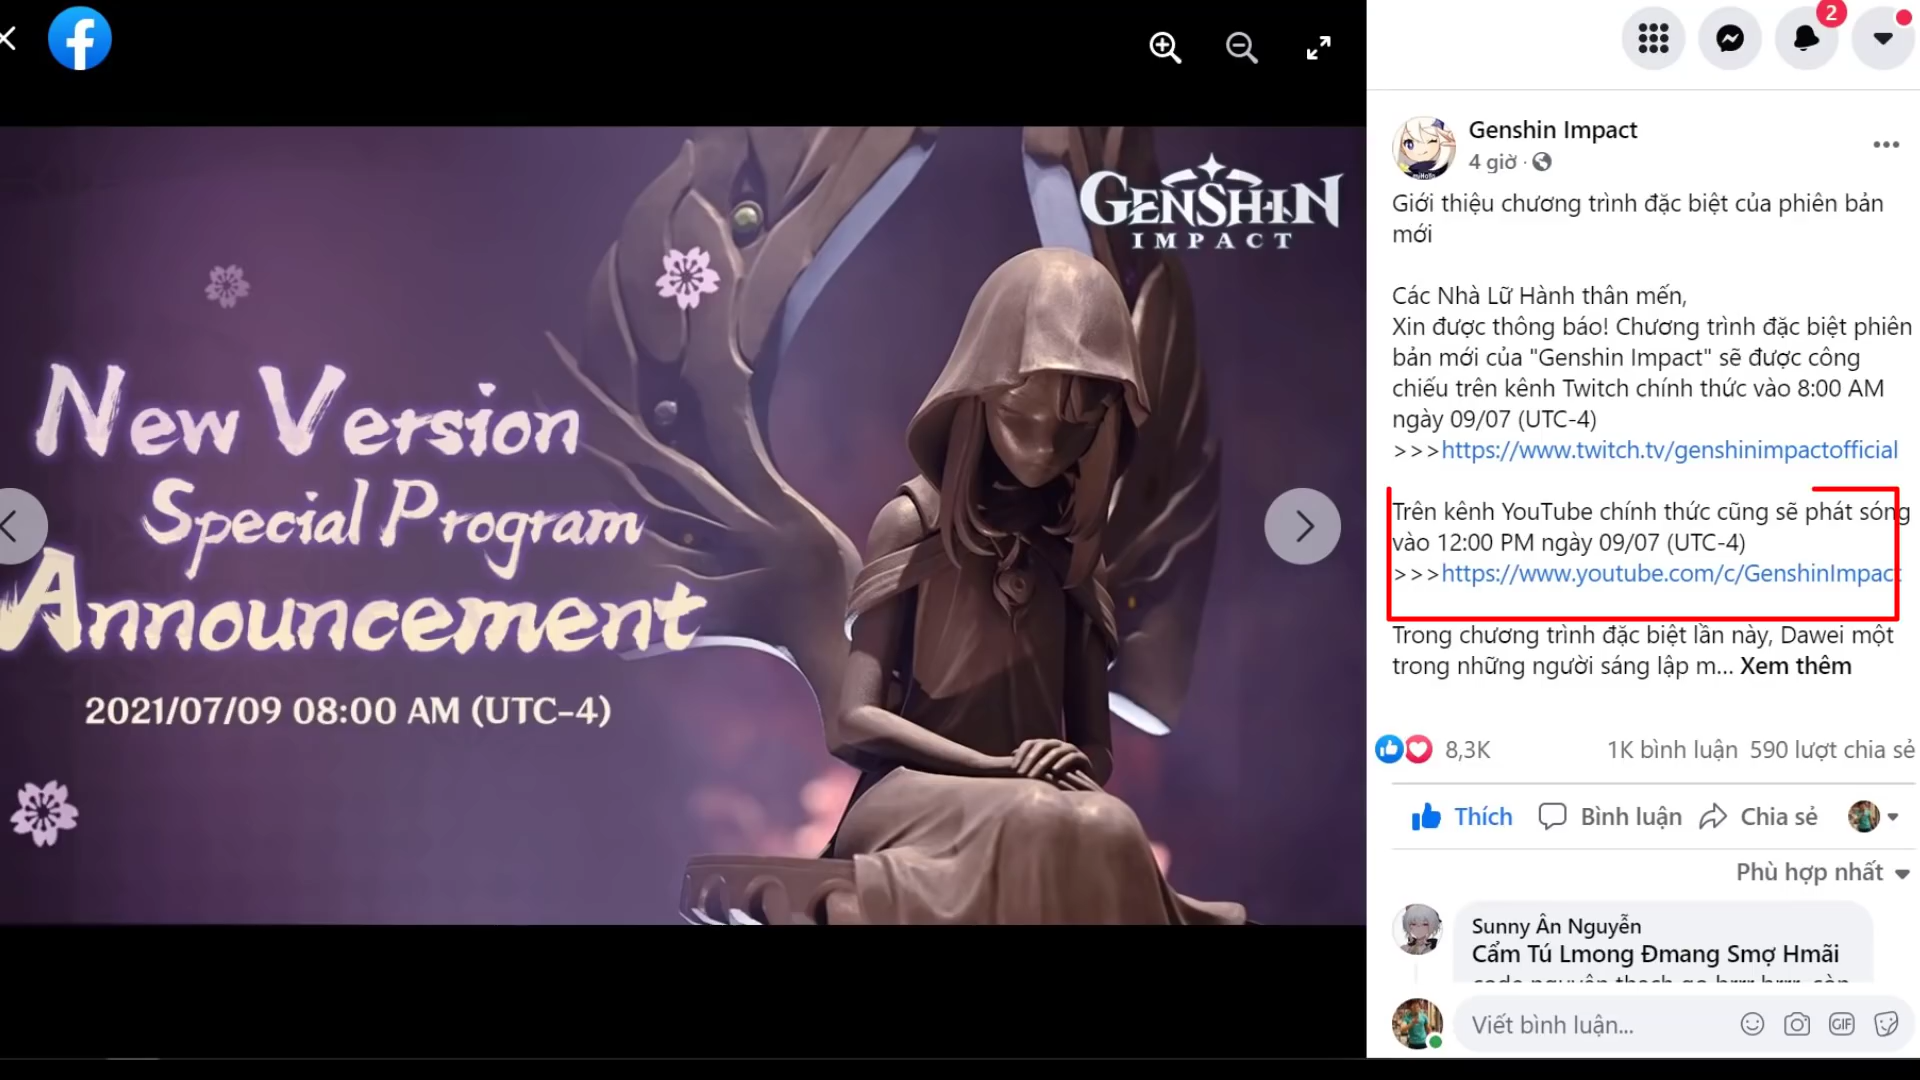 GENSHIN
IMPACT
New Version
Special Program
Announcement
2021/07/09 08:00 AM (UTC-4)
2
Genshin Impact
4 giờ ·
Giới thiệu chương trình đặc biệt của phiên bản
mới
Các Nhà Lữ Hành thân mến,
Xin được thông báo! Chương trình đặc biệt phiên
bản mới của "Genshin Impact" sẽ được công
chiếu trên kênh Twitch chính thức vào 8:00 AM
ngày 09/07 (UTC-4)
>>>https://www.twitch.tv/genshinimpactofficial
Trên kênh YouTube chính thức cũng sẽ phát sóng
vào 12:00 PM ngày 09/07 (UTC-4)
>>>https://www.youtube.com/c/GenshinImpact
Trong chương trình đặc biệt lần này, Dawei một
trong những người sáng lập m... Xem thêm
8,3K 1K bình luận 590 lượt chia sẻ
Thích Bình luận Chia sẻ
Phù hợp nhất
Sunny Ân Nguyễn
Cẩm Tú Lmong Đmang Smợ Hmãi
Viết bình luận...
GIF